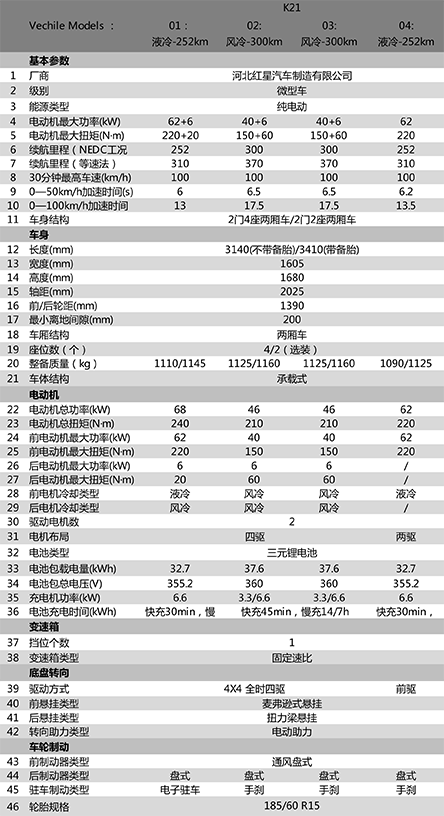 K21
Vechile Models ： 01： 02: 03: 04:
液冷-252km 风冷-300km 风冷-300km 液冷-252km
基本参数
1 厂商 河北红星汽车制造有限公司
2 级别 微型车
3 能源类型 纯电动
4 电动机最大功率(kW) 62+6 40+6 40+6 62
5 电动机最大扭矩(N·m) 220+20 150+60 150+60 220
6 续航里程（NEDC工况 252 300 300 252
7 续航里程（等速法） 310 370 370 310
8 30分钟最高车速(km/h) 100 100 100 100
9 0—50km/h加速时间(s) 6 6.5 6.5 6.2
10 0—100km/h加速时间 13 17.5 17.5 13.5
11 车身结构 2门4座两厢车/2门2座两厢车
车身
12 长度(mm) 3140(不带备胎)/3410(带备胎)
13 宽度(mm) 1605
14 高度(mm) 1680
15 轴距(mm) 2025
16 前/后轮距(mm) 1390
17 最小离地间隙(mm) 200
18 车厢结构 两厢车
19 座位数（个） 4/2（选装）
20 整备质量（kg） 1110/1145 1125/1160 1125/1160 1090/1125
21 车体结构 承载式
电动机
22 电动机总功率(kW) 68 46 46 62
23 电动机总扭矩(N·m) 240 210 210 220
24 前电动机最大功率(kW) 62 40 40 62
25 前电动机最大扭矩(N·m) 220 150 150 220
26 后电动机最大功率(kW) 6 6 6 /
27 后电动机最大扭矩(N·m) 20 60 60 /
28 前电机冷却类型 液冷 风冷 风冷 液冷
29 后电机冷却类型 风冷 风冷 风冷 /
30 驱动电机数 2
31 电机布局 四驱 两驱
32 电池类型 三元锂电池
33 电池包载电量(kWh) 32.7 37.6 37.6 32.7
34 电池包总电压(V) 355.2 360 360 355.2
35 充电机功率(kW) 6.6 3.3/6.6 3.3/6.6 6.6
36 电池充电时间(kWh) 快充30min，慢 快充45min，慢充14/7h 快充30min，
变速箱
37 挡位个数 1
38 变速箱类型 固定速比
底盘转向
39 驱动方式 4X4 全时四驱 前驱
40 前悬挂类型 麦弗逊式悬挂
41 后悬挂类型 扭力梁悬挂
42 转向助力类型 电动助力
车轮制动
43 前制动器类型 通风盘式
44 后制动器类型 盘式 盘式 盘式 盘式
45 驻车制动类型 电子驻车 手刹 手刹 手刹
46 轮胎规格 185/60 R15